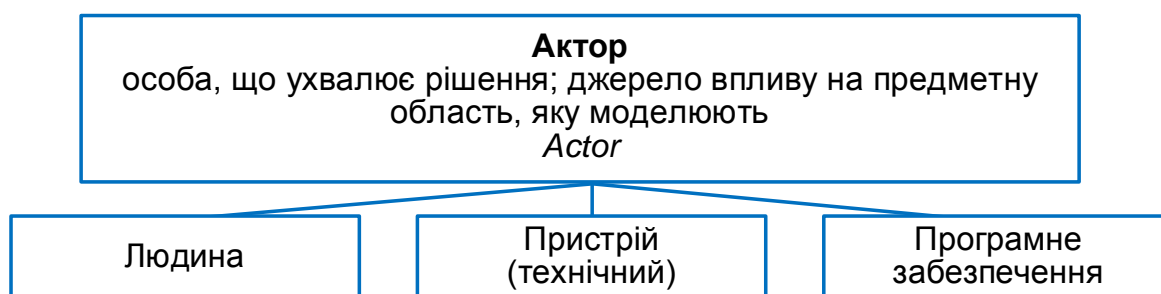 Актор
особа, що ухвалює рішення; джерело впливу на предметну
область, яку моделюють
Actor
Людина
Пристрій
(технічний)
Програмне
забезпечення